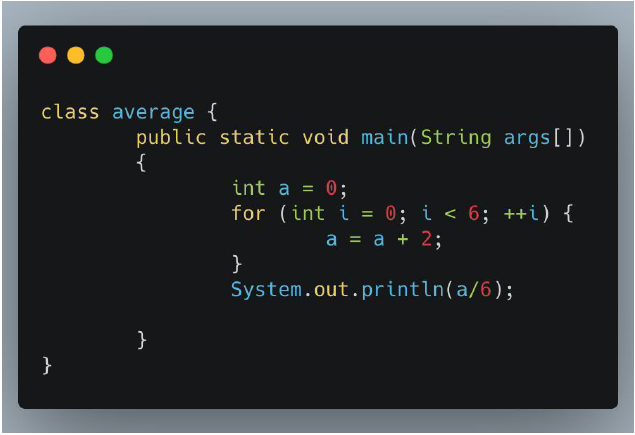 class average {
        public static void main(String args[])
        {
                int a = 0;
                for (int i = 0; i < 6; ++i) {
                        a = a + 2;
                }
                System.out.println(a/6);

        }
}